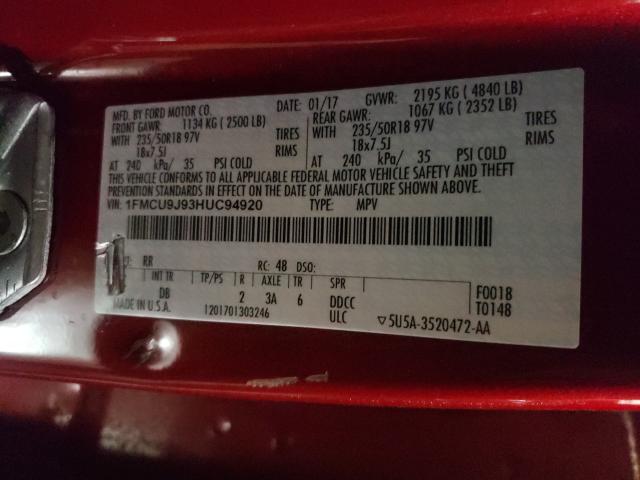 MFD. BY FORD MOTOR CO.
DATE: 01/17 GVWR: 2195 KG ( 4840 LB)
FRONT GAWR: 1134 KG ( 2500 LB) REAR GAWR: 1067 KG ( 2352 LB)
WITH 235/50R18 97V TIRES WITH 235/50R18 97V TIRES
18x7.5J RIMS 18x7.5J RIMS
AT 240 kPa/ 35 PSI COLD AT 240 kPa/ 35 PSI COLD
THIS VEHICLE CONFORMS TO ALL APPLICABLE FEDERAL MOTOR VEHICLE SAFETY AND THEFT
PREVENTION STANDARDS IN EFFECT ON THE DATE OF MANUFACTURE SHOWN ABOVE.
VIN: 1FMCU9J93HUC94920 TYPE: MPV
RR RC: 48 DSO:
INT TR TP/PS R AXLE TR SPR
DB 2 3A 6 DDCC F0018
MADE IN U.S.A. 1201701303246 ULC T0148
▽5U5A-3520472-AA